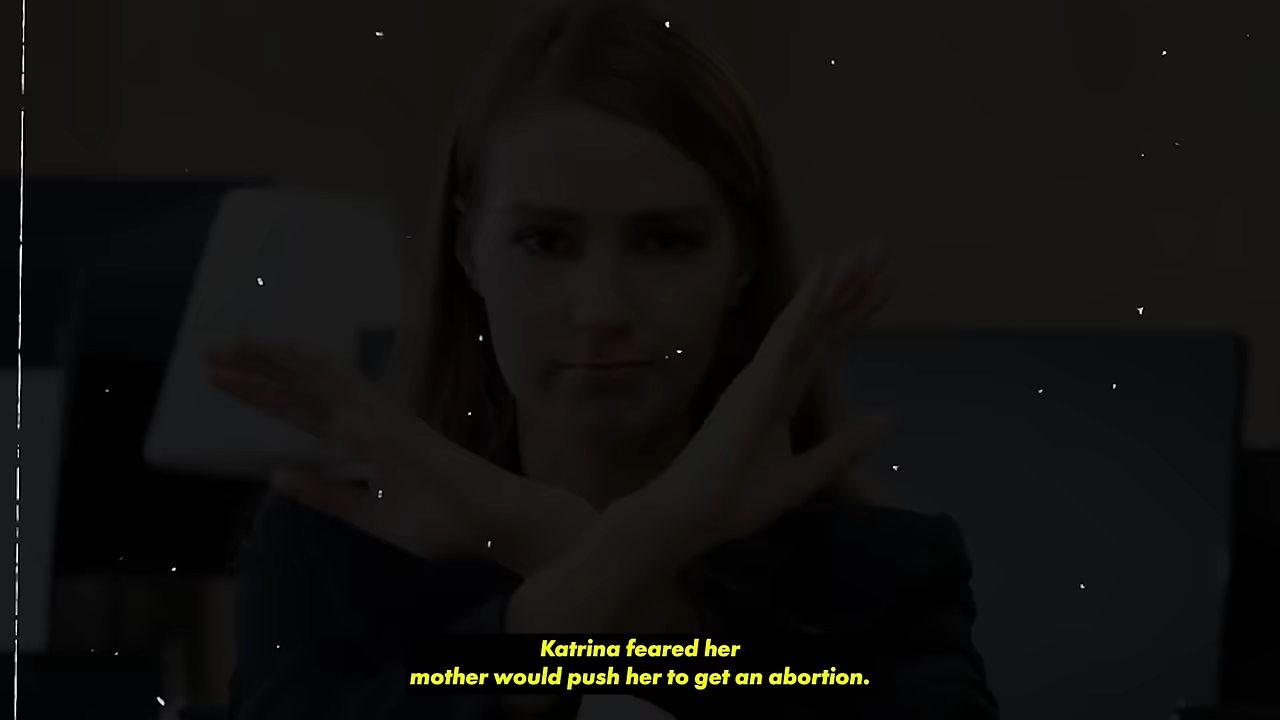 Katrina feared her
mother would push her to get an abortion.